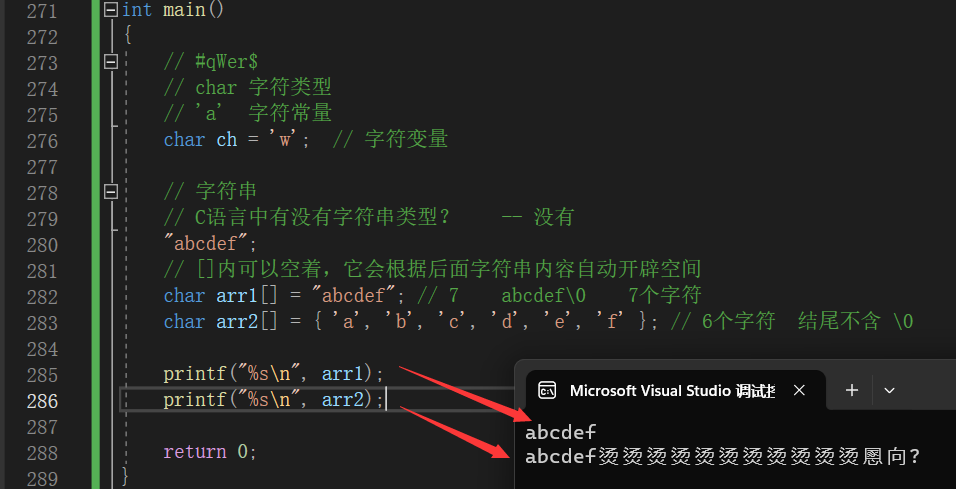 271 int main()
272 {
273 // #qWer$
274 // char 字符类型
275 // 'a' 字符常量
276 char ch = 'w'; // 字符变量
277
278 // 字符串
279 // C语言中有没有字符串类型? -- 没有
280 "abcdef";
281 // []内可以空着，它会根据后面字符串内容自动开辟空间
282 char arr1[] = "abcdef"; // 7 abcdef\0 7个字符
283 char arr2[] = { 'a', 'b', 'c', 'd', 'e', 'f' }; // 6个字符 结尾不含 \0
284
285 printf("%s\n", arr1);
286 printf("%s\n", arr2);
287
288 return 0;
289 }
Microsoft Visual Studio 调试
abcdef
abcdef烫烫烫烫烫烫烫烫烫烫烫恩向?